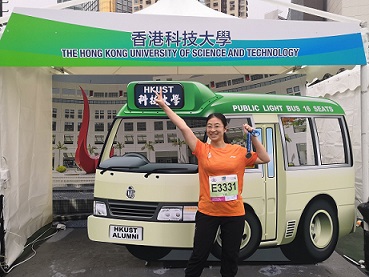 香港科技大學
THE HONG KONG UNIVERSITY OF SCIENCE AND TECHNOLOGY
HKUST
科技大學
PUBLIC LIGHT BUS 16 SEATS
E3331
HKUST
ALUMNI